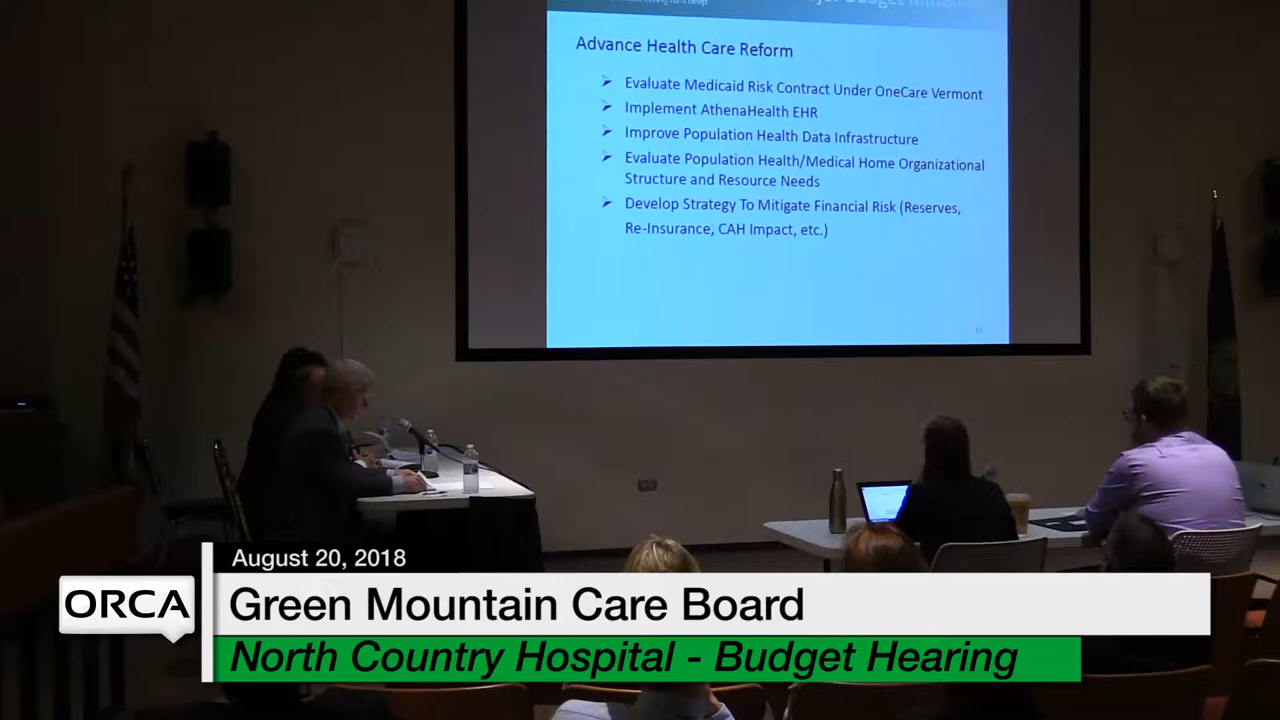 Advance Health Care Reform
➢ Evaluate Medicaid Risk Contract Under OneCare Vermont
➢ Implement AthenaHealth EHR
➢ Improve Population Health Data Infrastructure
➢ Evaluate Population Health/Medical Home Organizational
Structure and Resource Needs
➢ Develop Strategy To Mitigate Financial Risk (Reserves,
Re-Insurance, CAH Impact, etc.)
August 20, 2018
ORCA
Green Mountain Care Board
North Country Hospital - Budget Hearing